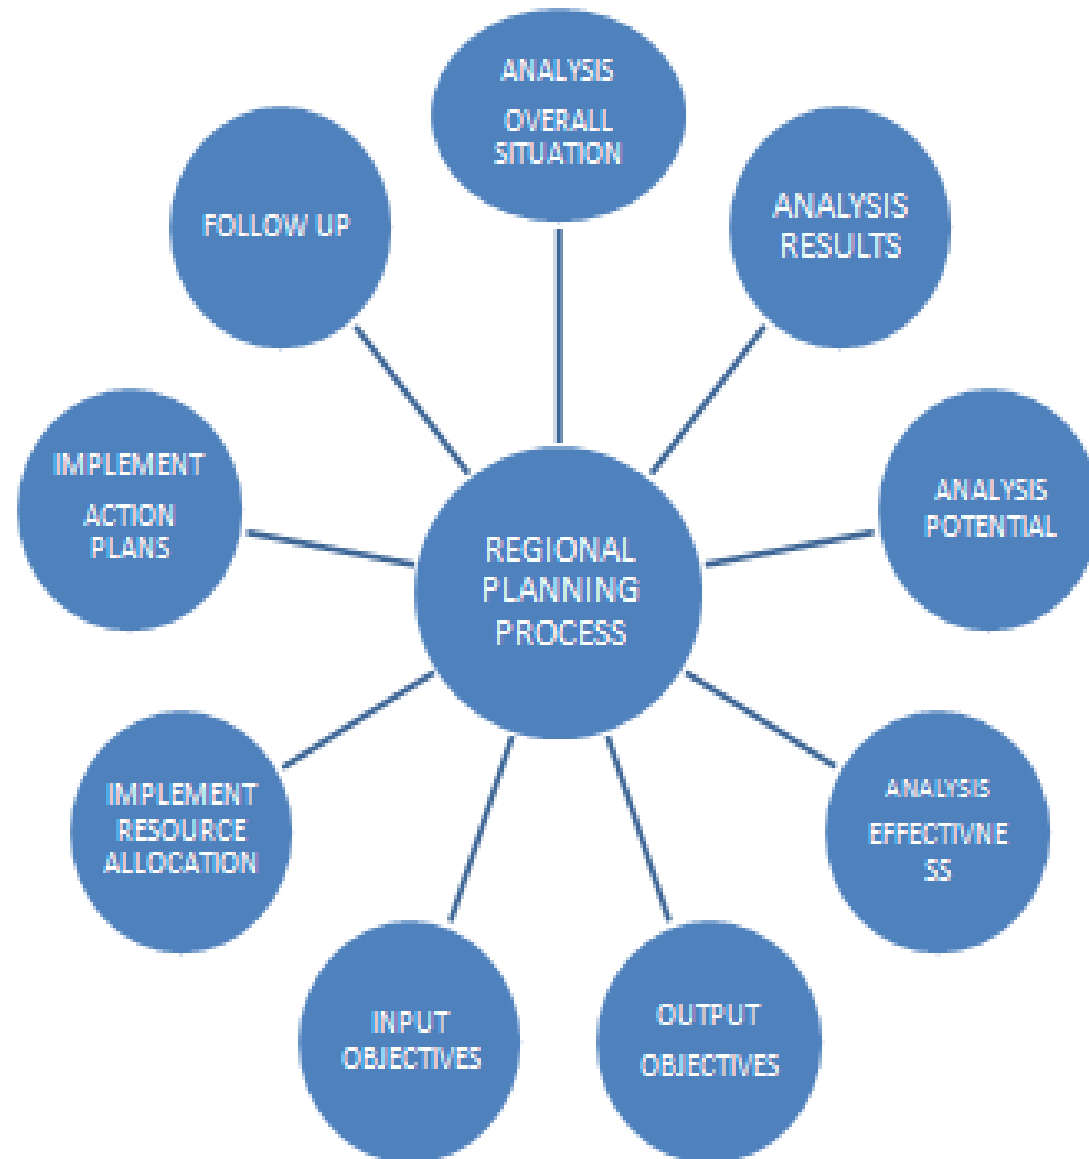 ANALYSIS
OVERALL
SITUATION
ANALYSIS
RESULTS
ANALYSIS
POTENTIAL
ANALYSIS
EFFECTIVNE
SS
OUTPUT
OBJECTIVES
INPUT
OBJECTIVES
IMPLEMENT
RESOURCE
ALLOCATION
IMPLEMENT
ACTION
PLANS
FOLLOW UP
REGIONAL
PLANNING
PROCESS